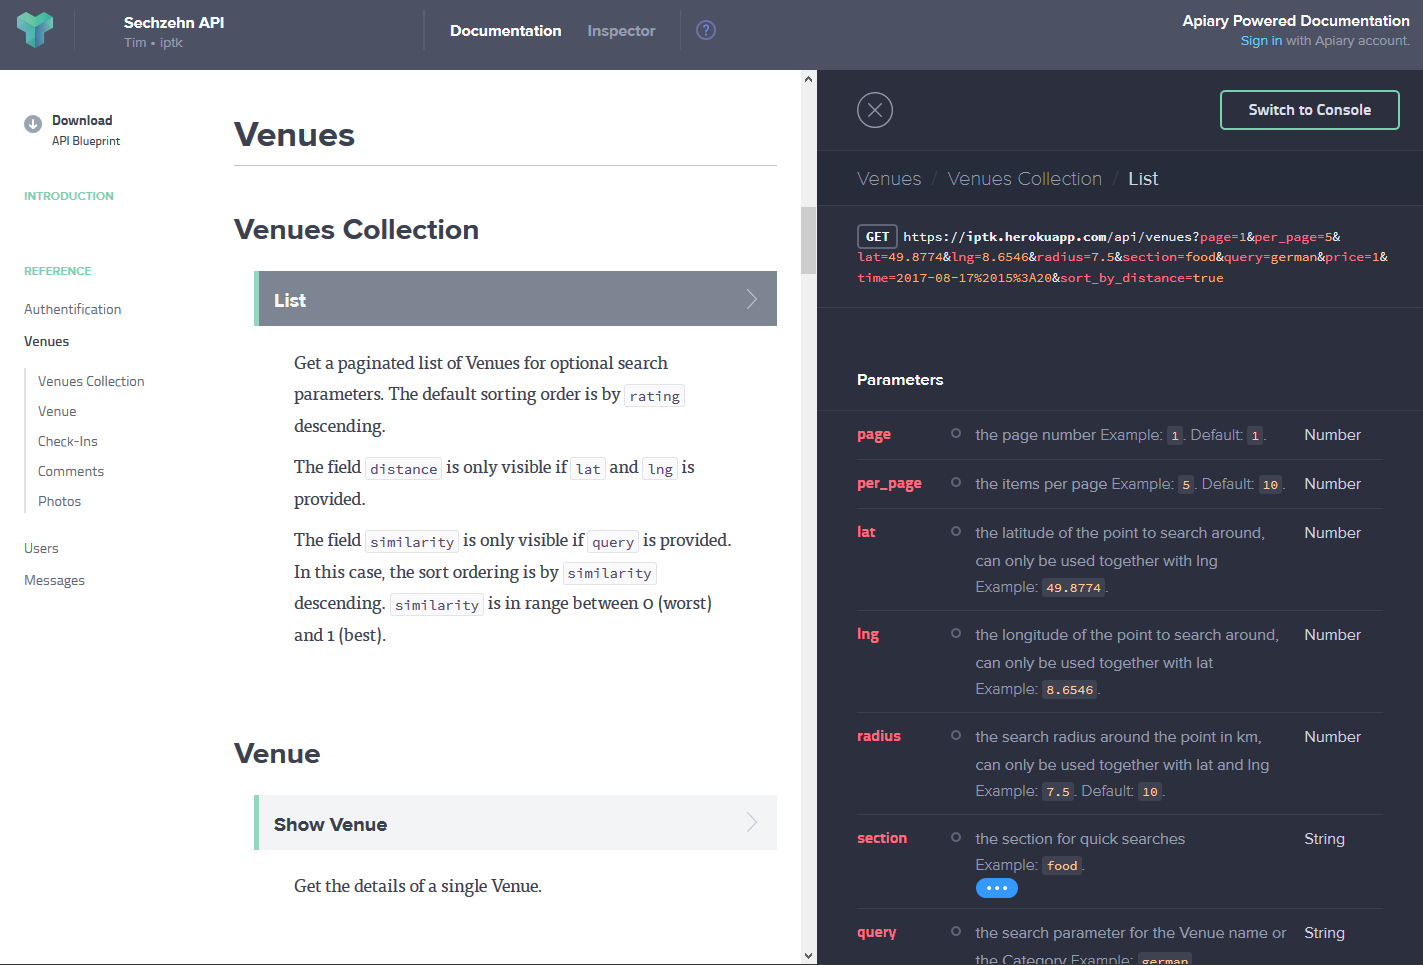 Sechzehn API
Tim • iptk
Documentation
Inspector
?
Apiary Powered Documentation
Sign in with Apiary account.
Download
API Blueprint
INTRODUCTION
REFERENCE
Authentification
Venues
Venues Collection
Venue
Check-Ins
Comments
Photos
Users
Messages
Venues
Venues Collection
List
Get a paginated list of Venues for optional search
parameters. The default sorting order is by rating
descending.
The field distance is only visible if lat and lng is
provided.
The field similarity is only visible if query is provided.
In this case, the sort ordering is by similarity
descending. similarity is in range between 0 (worst)
and 1 (best).
Venue
Show Venue
Get the details of a single Venue.
Switch to Console
Venues / Venues Collection / List
GET https://iptk.herokuapp.com/api/venues?page=1&per_page=5&
lat=49.8774&lng=8.6546&radius=7.5&section=food&query=german&price=1&
time=2017-08-17%2015%3A20&sort_by_distance=true
Parameters
page the page number Example: 1. Default: 1. Number
per_page the items per page Example: 5. Default: 10. Number
lat the latitude of the point to search around, Number
can only be used together with lng
Example: 49.8774.
lng the longitude of the point to search around, Number
can only be used together with lat
Example: 8.6546.
radius the search radius around the point in km, Number
can only be used together with lat and lng
Example: 7.5. Default: 10.
section the section for quick searches String
Example: food.
query the search parameter for the Venue name or String
the Category Example: german